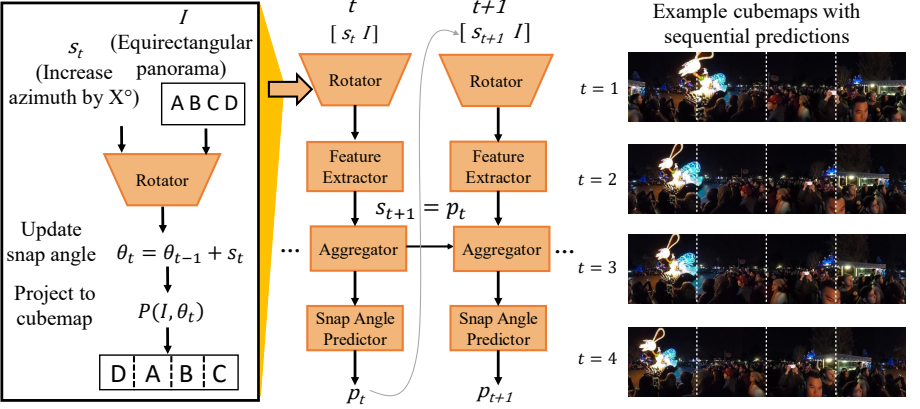 I
(Equirectangular
panorama)
s_t
(Increase
azimuth by X°)
A B C D
Rotator
Update
snap angle
θ_t = θ_{t−1} + s_t
Project to
cubemap
P(I, θ_t)
D A B C
t
[ s_t I ]
Rotator
Feature
Extractor
Aggregator
Snap Angle
Predictor
p_t
...
s_{t+1} = p_t
t+1
[ s_{t+1} I ]
Rotator
Feature
Extractor
Aggregator
Snap Angle
Predictor
p_{t+1}
...
Example cubemaps with
sequential predictions
t = 1
t = 2
t = 3
t = 4